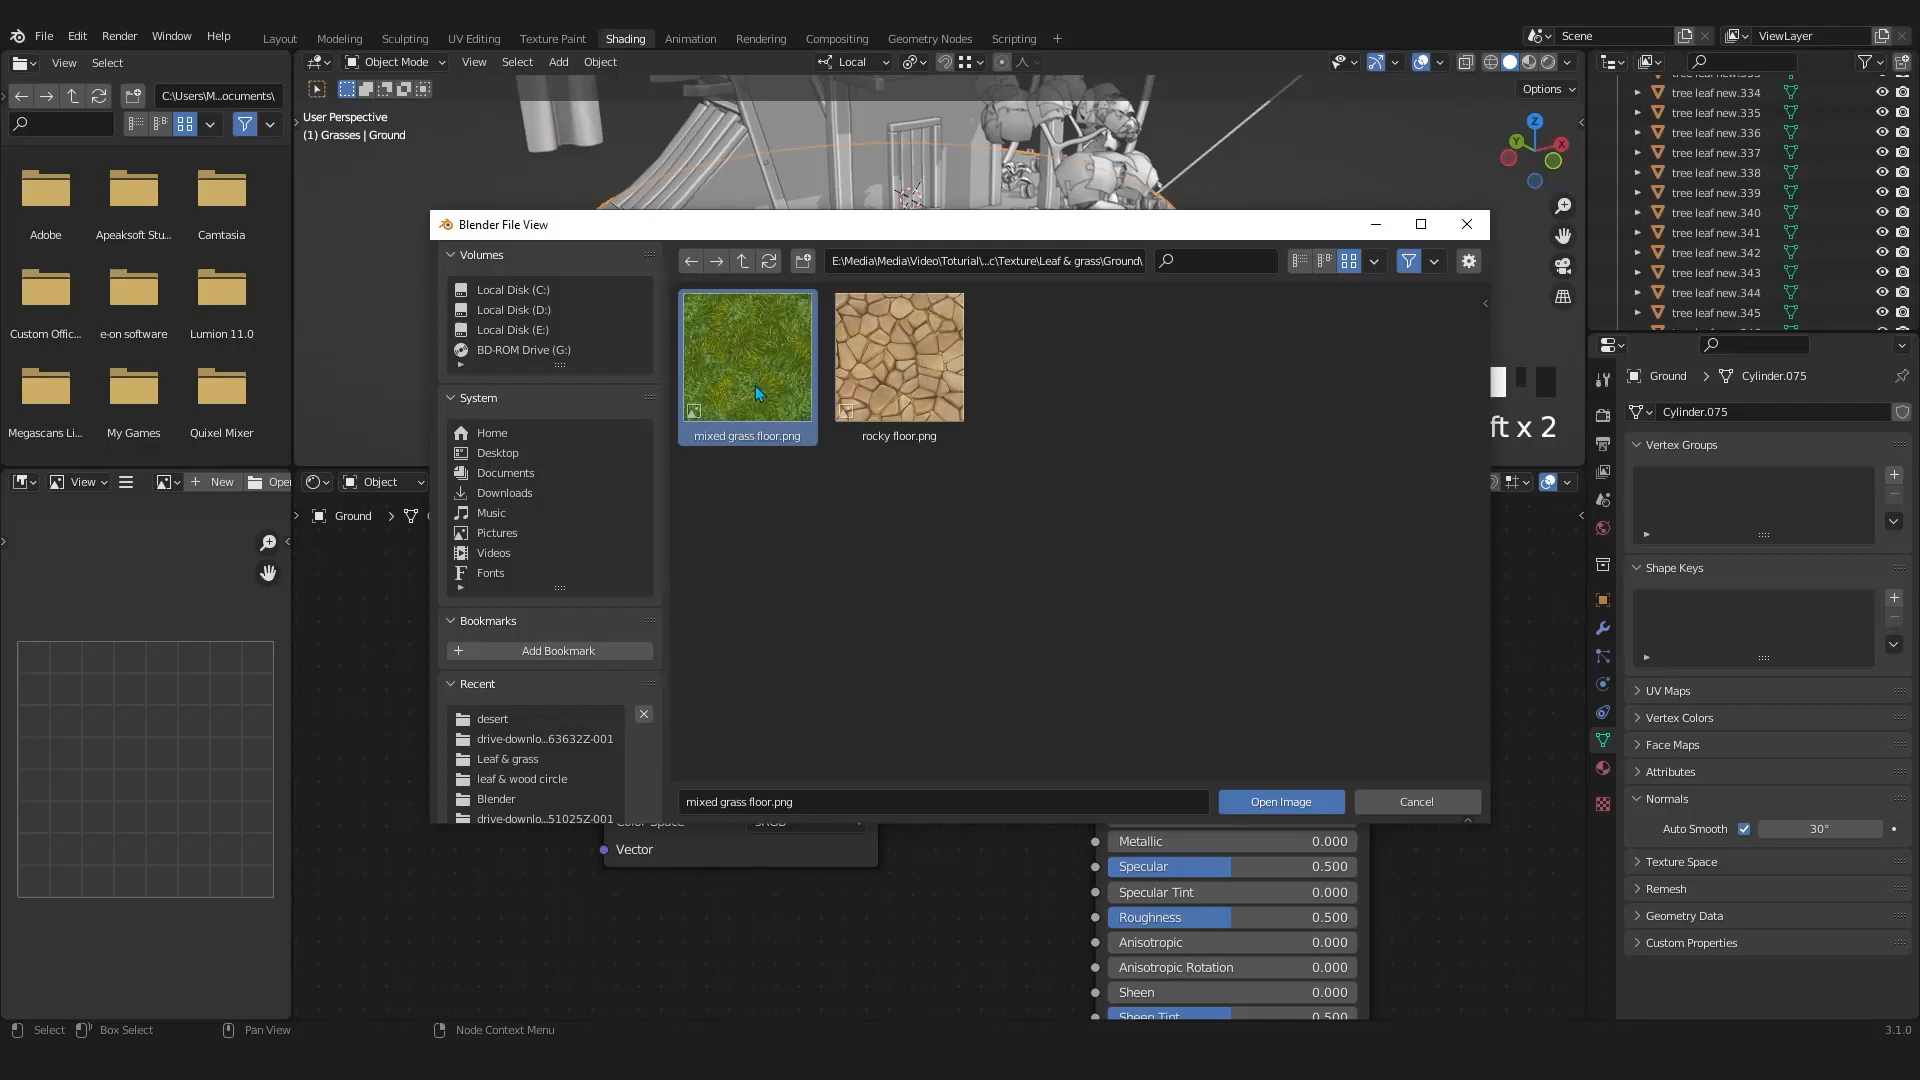 File Edit Render Window Help
Layout Modeling Sculpting UV Editing Texture Paint Shading Animation Rendering Compositing Geometry Nodes Scripting +
Scene
ViewLayer
View Select
Object Mode View Select Add Object
Local
C:\Users\M...ocuments\
Options
User Perspective
(1) Grasses | Ground
Adobe Apeaksoft Stu... Camtasia
Custom Offic... e-on software Lumion 11.0
Megascans Li... My Games Quixel Mixer
Z
Y
X
tree leaf new.334
tree leaf new.335
tree leaf new.336
tree leaf new.337
tree leaf new.338
tree leaf new.339
tree leaf new.340
tree leaf new.341
tree leaf new.342
tree leaf new.343
tree leaf new.344
tree leaf new.345
Blender File View
Volumes
Local Disk (C:)
Local Disk (D:)
Local Disk (E:)
BD-ROM Drive (G:)
System
Home
Desktop
Documents
Downloads
Music
Pictures
Videos
Fonts
Bookmarks
Add Bookmark
Recent
desert
drive-downlo...63632Z-001
Leaf & grass
leaf & wood circle
Blender
drive-downlo...51025Z-001
E:\Media\Media\Video\Toturial\...c\Texture\Leaf & grass\Ground\
mixed grass floor.png
rocky floor.png
mixed grass floor.png
Open Image
Cancel
ft x 2
View
New
Open
Object
Ground
Vector
Metallic 0.000
Specular 0.500
Specular Tint 0.000
Roughness 0.500
Anisotropic 0.000
Anisotropic Rotation 0.000
Sheen 0.000
Sheen Tint 0.500
Ground Cylinder.075
Cylinder.075
Vertex Groups
Shape Keys
UV Maps
Vertex Colors
Face Maps
Attributes
Normals
Auto Smooth 30°
Texture Space
Remesh
Geometry Data
Custom Properties
Select Box Select Pan View Node Context Menu
3.1.0